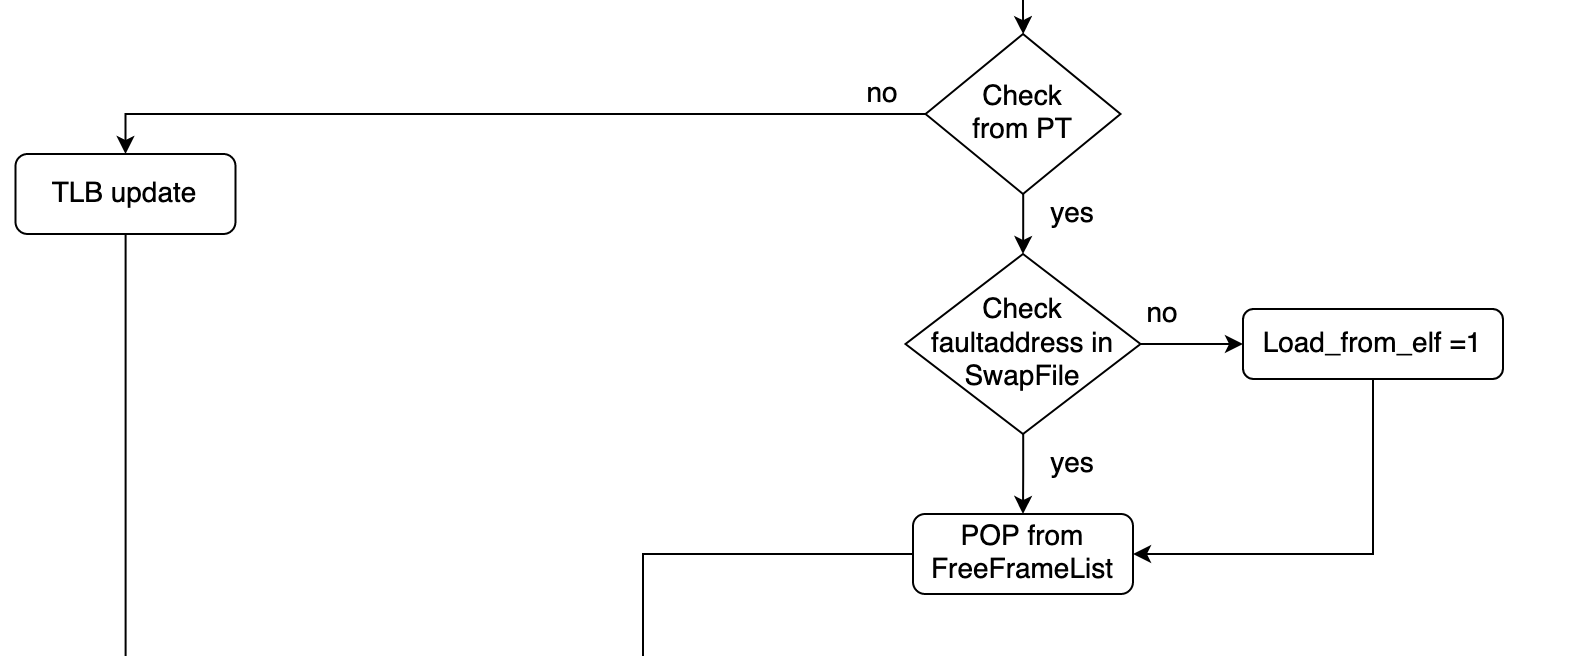 no
Check
from PT
TLB update
yes
Check
faultaddress in
SwapFile
no
Load_from_elf =1
yes
POP from
FreeFrameList